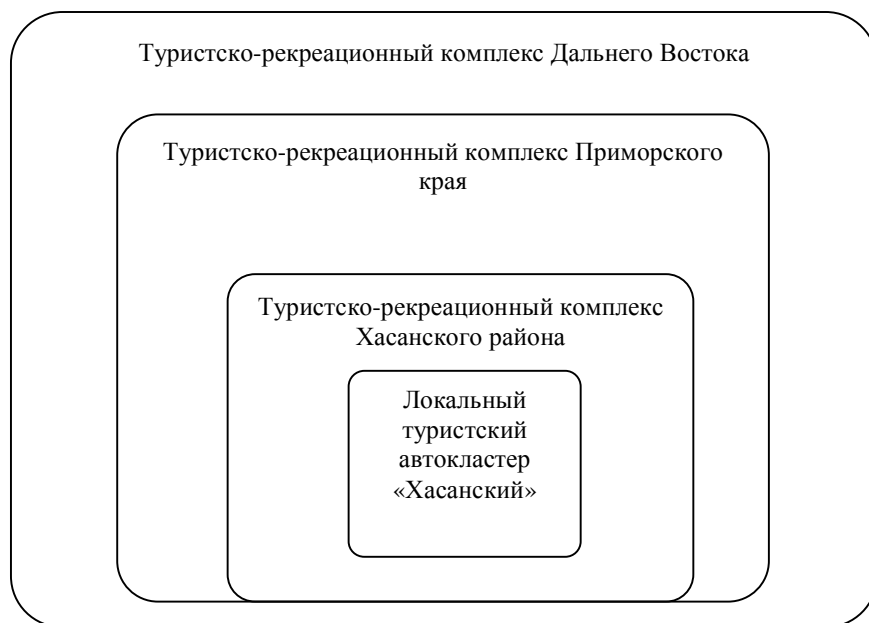 Туристско-рекреационный комплекс Дальнего Востока
Туристско-рекреационный комплекс Приморского
края
Туристско-рекреационный комплекс
Хасанского района
Локальный
туристский
автокластер
«Хасанский»